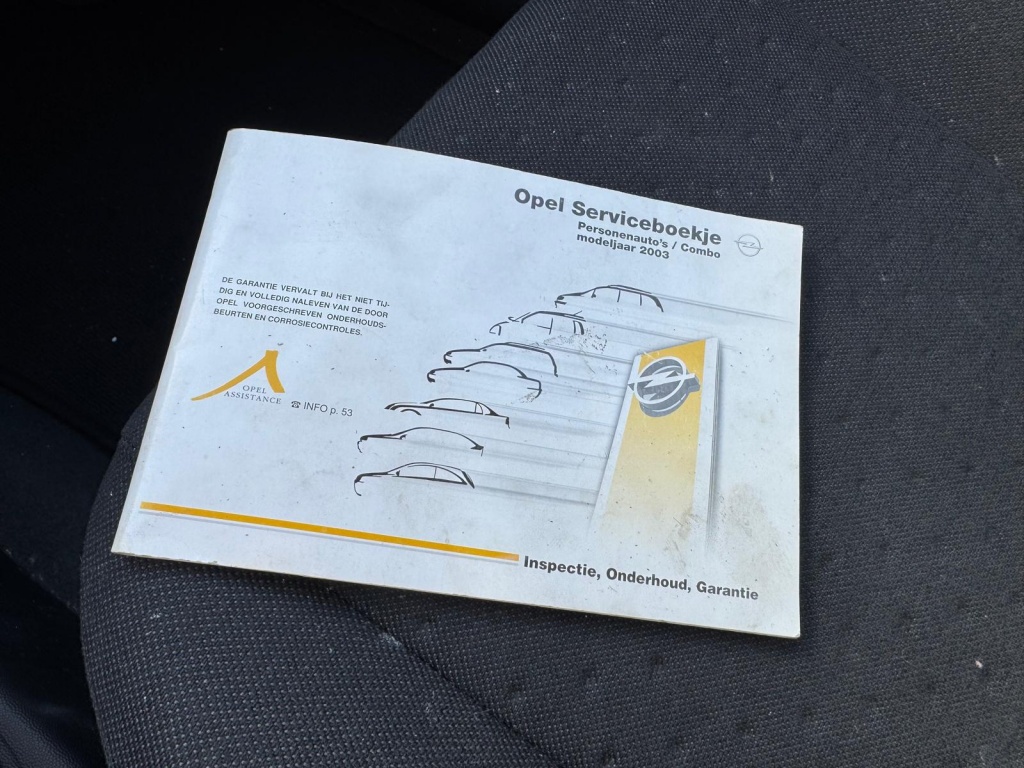 Opel Serviceboekje
Personenauto's / Combo
modeljaar 2003
DE GARANTIE VERVALT BIJ HET NIET TIJ-
DIG EN VOLLEDIG NALEVEN VAN DE DOOR
OPEL VOORGESCHREVEN ONDERHOUDS-
BEURTEN EN CORROSIECONTROLES.
OPEL
ASSISTANCE
☎ INFO p. 53
Inspectie, Onderhoud, Garantie